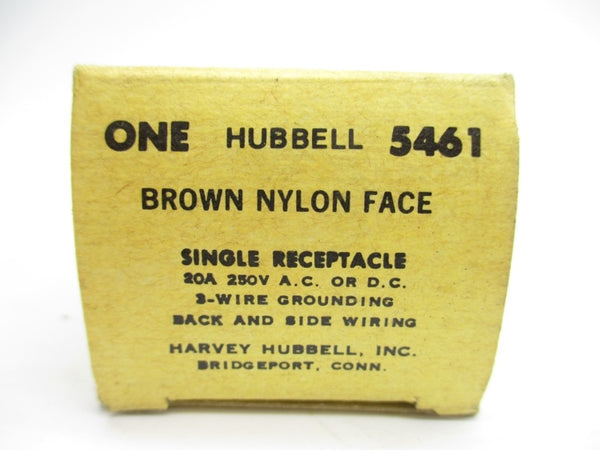 ONE HUBBELL 5461
BROWN NYLON FACE
SINGLE RECEPTACLE
20A 250V A.C. OR D.C.
3-WIRE GROUNDING
BACK AND SIDE WIRING
HARVEY HUBBELL, INC.
BRIDGEPORT, CONN.